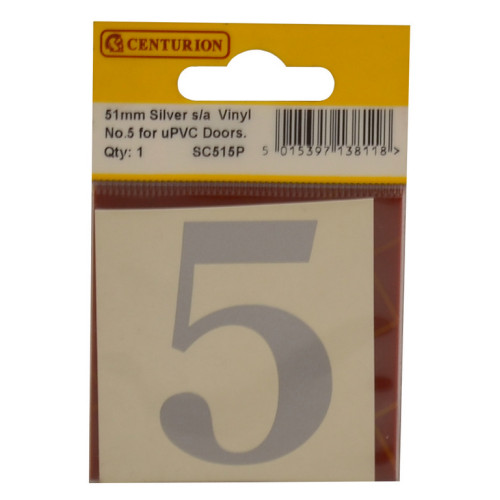 CENTURION
51mm Silver s/a Vinyl
No.5 for uPVC Doors.
Qty: 1 SC515P
5 015397 138118 >
5